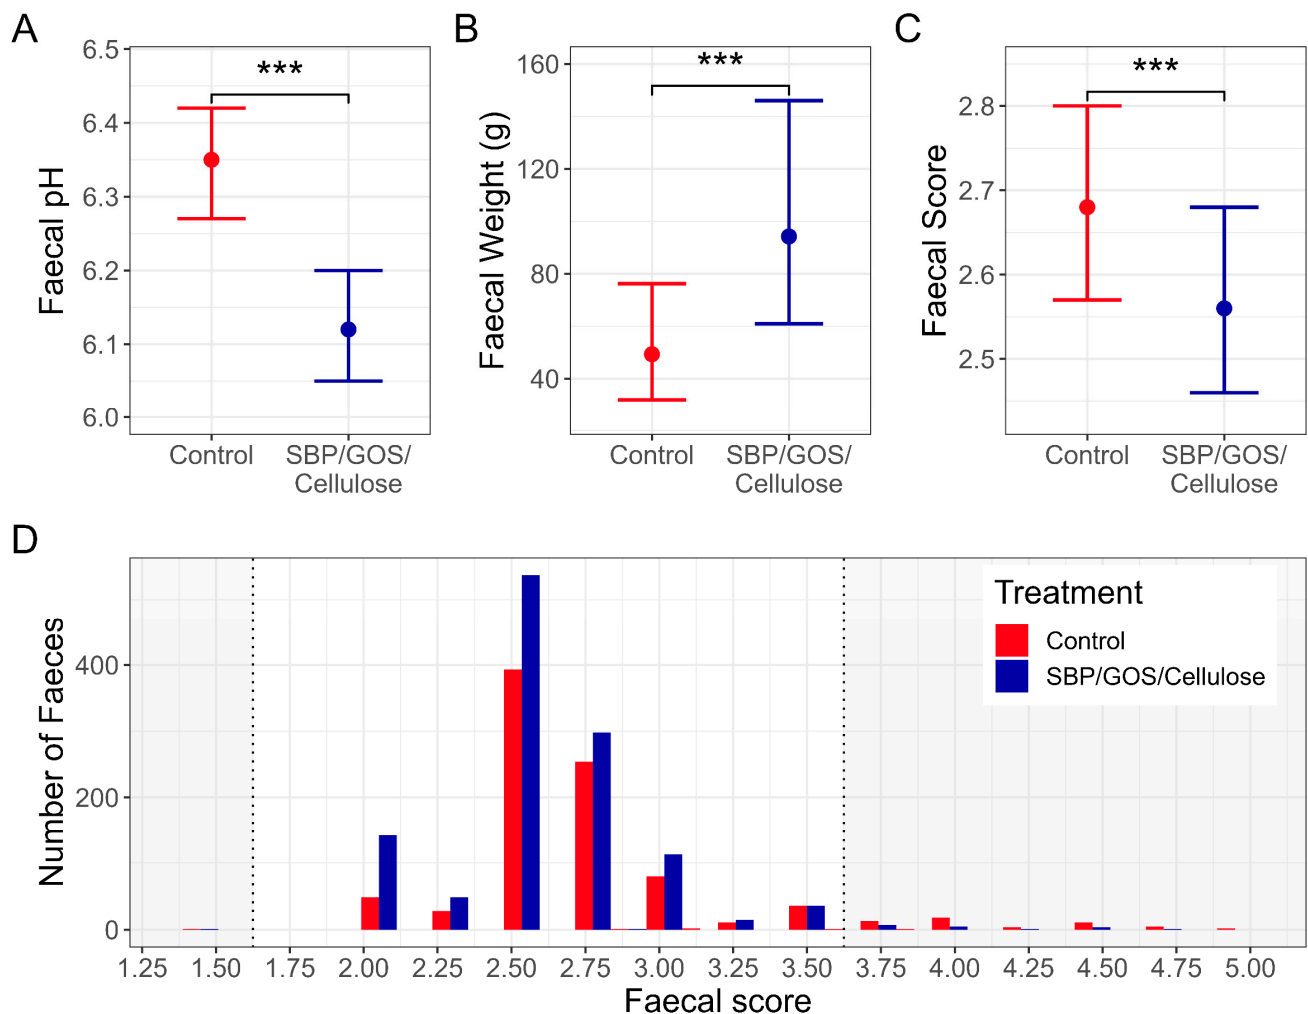 A
6.5
6.4
6.3
6.2
6.1
6.0
Faecal pH
***
Control
SBP/GOS/
Cellulose
B
160
120
80
40
Faecal Weight (g)
***
Control
SBP/GOS/
Cellulose
C
2.8
2.7
2.6
2.5
Faecal Score
***
Control
SBP/GOS/
Cellulose
D
Number of Faeces
400
200
0
Treatment
Control
SBP/GOS/Cellulose
1.25 1.50 1.75 2.00 2.25 2.50 2.75 3.00 3.25 3.50 3.75 4.00 4.25 4.50 4.75 5.00
Faecal score